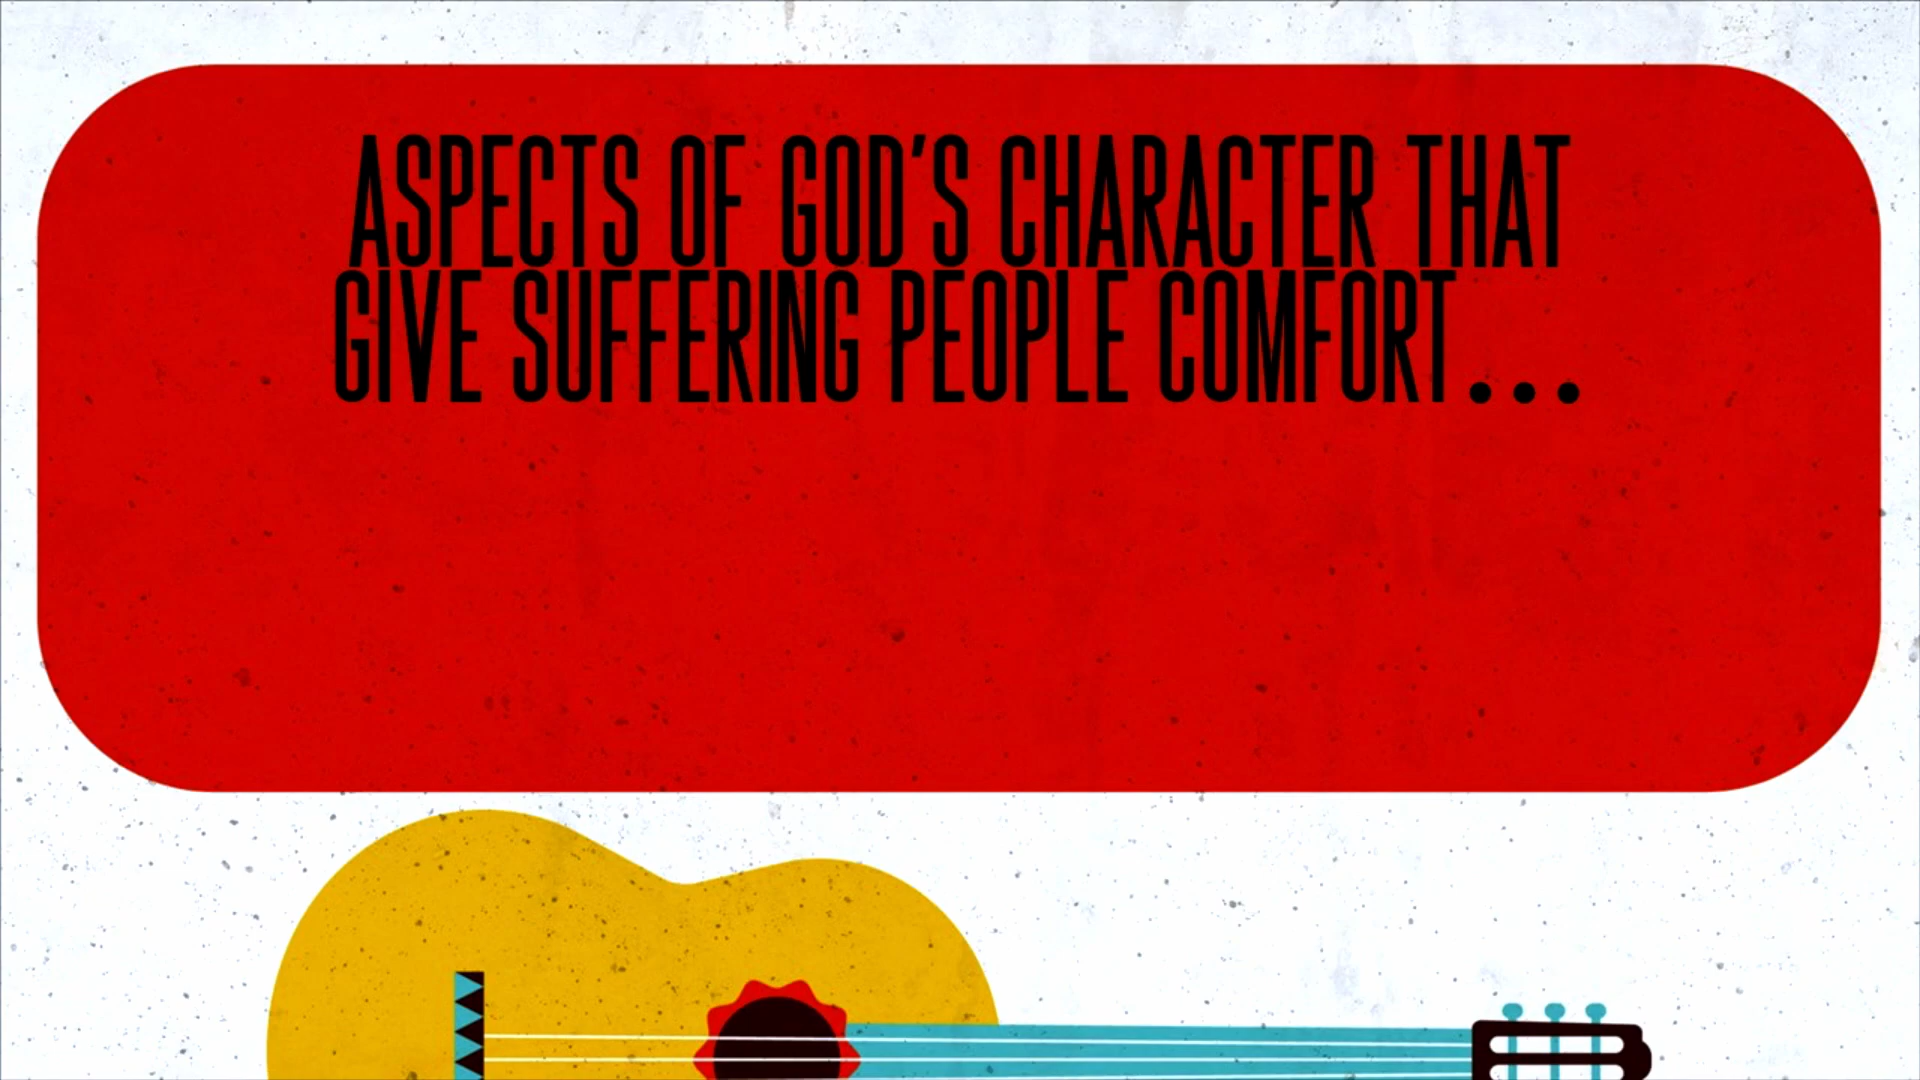 ASPECTS OF GOD'S CHARACTER THAT
GIVE SUFFERING PEOPLE COMFORT...